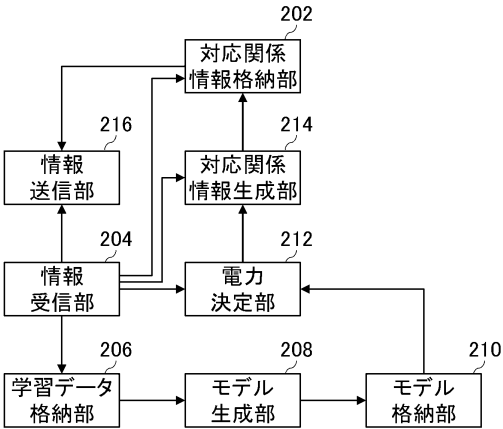 202
対応関係
情報格納部
216
情報
送信部
214
対応関係
情報生成部
204
情報
受信部
212
電力
決定部
206
学習データ
格納部
208
モデル
生成部
210
モデル
格納部